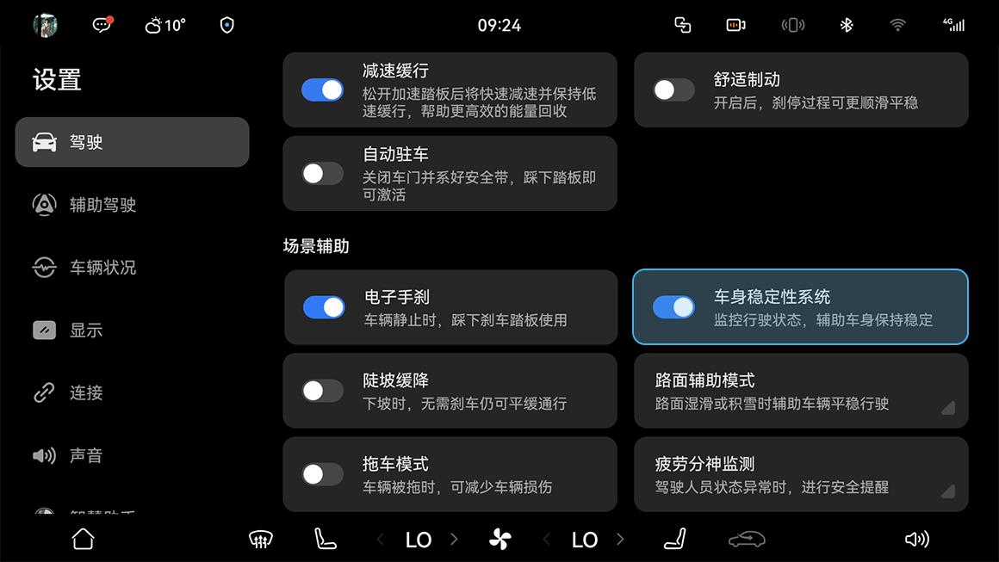 10°
09:24
4G
设置
驾驶
辅助驾驶
车辆状况
显示
连接
声音
智慧助手
减速缓行
松开加速踏板后将快速减速并保持低
速缓行，帮助更高效的能量回收
舒适制动
开启后，刹停过程可更顺滑平稳
自动驻车
关闭车门并系好安全带，踩下踏板即
可激活
场景辅助
电子手刹
车辆静止时，踩下刹车踏板使用
车身稳定性系统
监控行驶状态，辅助车身保持稳定
陡坡缓降
下坡时，无需刹车仍可平缓通行
路面辅助模式
路面湿滑或积雪时辅助车辆平稳行驶
拖车模式
车辆被拖时，可减少车辆损伤
疲劳分神监测
驾驶人员状态异常时，进行安全提醒
LO
LO